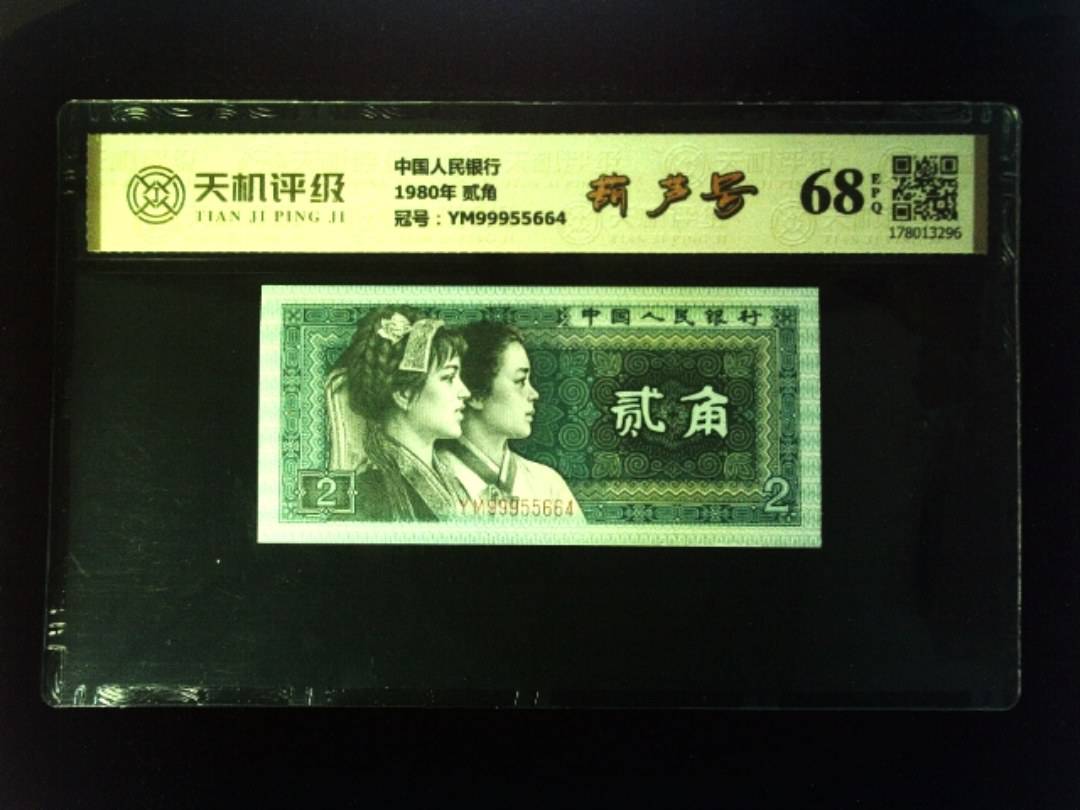 天机评级
TIAN JI PING JI
中国人民银行
1980年 贰角
冠号：YM99955664
葫芦号
68
EPQ
178013296
中国人民银行
贰角
2
YM99955664
2